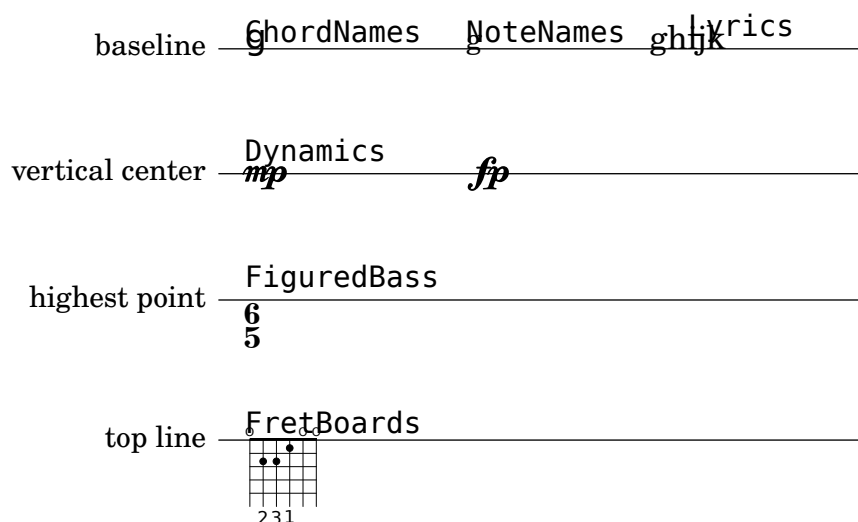 ChordNames NoteNames Lyrics
baseline g g ghijk
Dynamics
vertical center mp fp
FiguredBass
highest point
6
5
FretBoards
top line
o o o
231